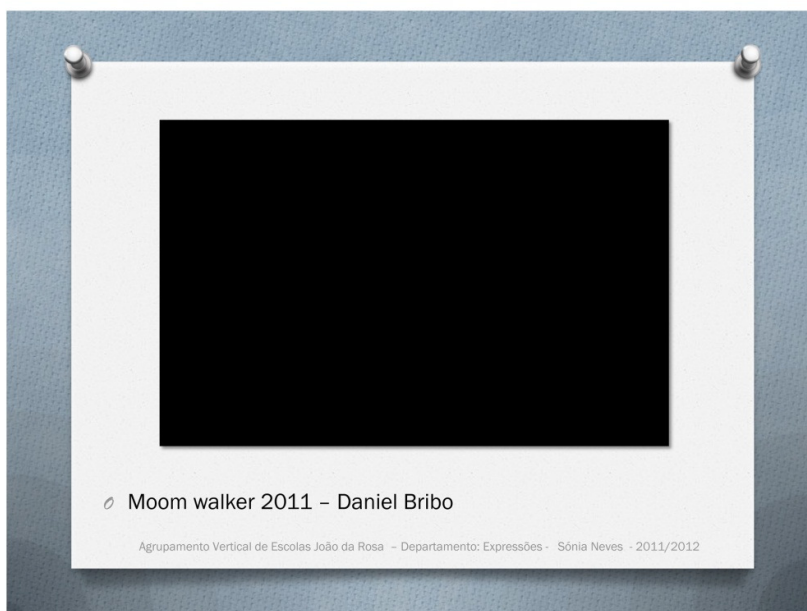 Moom walker 2011 – Daniel Bribo
Agrupamento Vertical de Escolas João da Rosa – Departamento: Expressões - Sónia Neves - 2011/2012